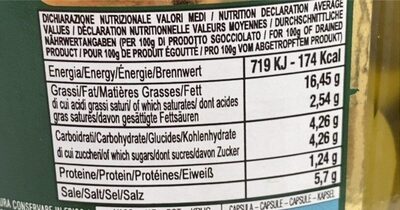 DICHIARAZIONE NUTRIZIONALE VALORI MEDI / NUTRITION DECLARATION AVERAGE
VALUES / DÉCLARATION NUTRITIONNELLE VALEURS MOYENNES / DURCHSCHNITTLICHE
NÄHRWERTANGABEN (PER 100g DI PRODOTTO SGOCCIOLATO / FOR 100g OF DRAINED
PRODUCT / POUR 100g DE PRODUIT ÉGOUTTÉ / PRO 100g VOM ABGETROPFTEM PRODUKT)
Energia/Energy/Énergie/Brennwert 719 KJ - 174 Kcal
Grassi/Fat/Matières Grasses/Fett 16,45 g
di cui acidi grassi saturi/ of which saturates/ dont acides 2,54 g
gras saturés/davon gesättigte Fettsäuren
Carboidrati/Carbohydrate/Glucides/Kohlenhydrate 4,26 g
di cui zuccheri/of which sugars/dont sucres/davon Zucker 4,26 g
Proteine/Protein/Protéines/Eiweiß 1,24 g
Sale/Salt/Sel/Salz 5,7 g
CONSERVARE IN
CAPSULA - CAPSULE - CAPSULE - KAPSEL